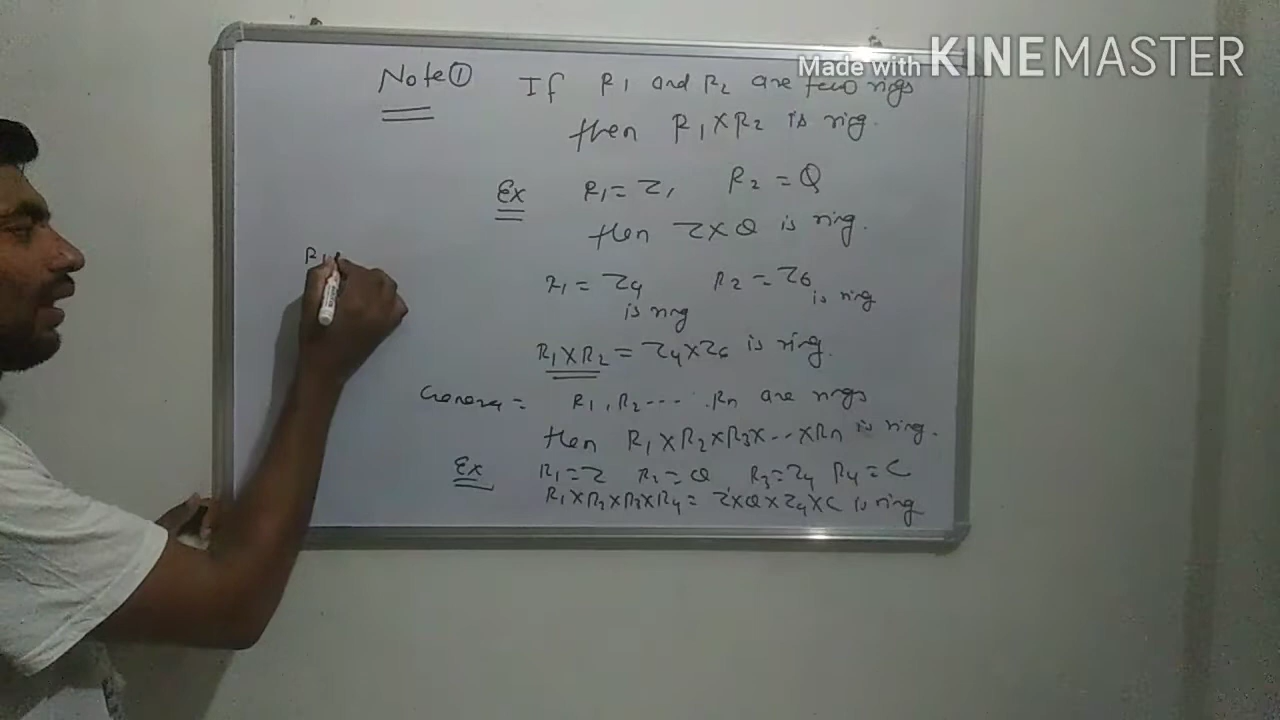 Made with KINEMASTER
Note ① If R1 and R2 are two rings
then R1 X R2 is ring.
Ex R1 = Z, R2 = Q
then Z X Q is ring.
R1 = Z4 R2 = Z6
is ring is ring
R1 X R2 = Z4 X Z6 is ring.
R1, R2 --- . Rn are rings
then R1 X R2 X R3 X -- X Rn is ring.
Ex R1 = Z R2 = Q R3 = Z4 R4 = C
R1 X R2 X R3 X R4 = Z X Q X Z4 X C is ring
R1